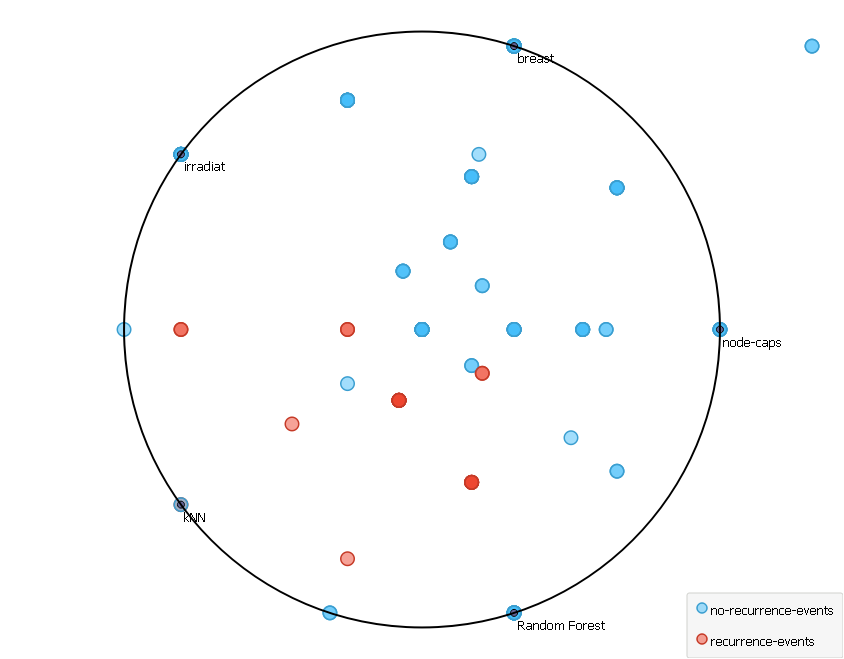 breast
irradiat
node-caps
kNN
Random Forest
no-recurrence-events
recurrence-events